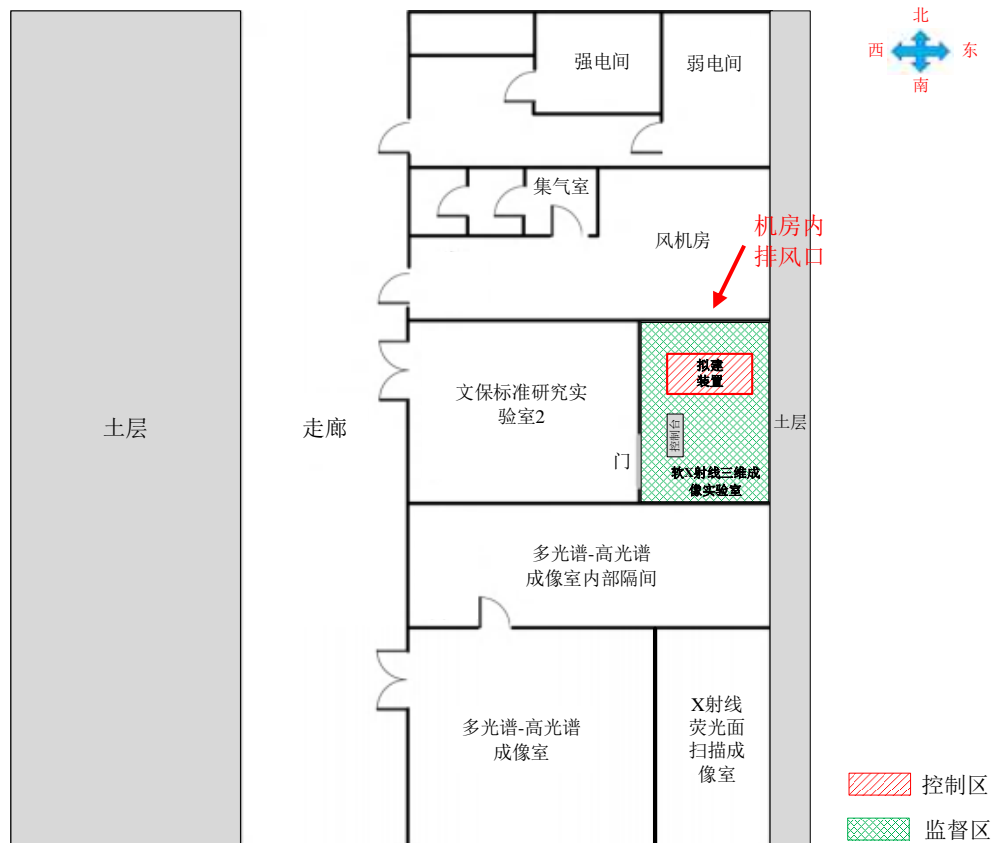 北
西
东
南
强电间
弱电间
集气室
风机房
机房内
排风口
拟建
装置
文保标准研究实
验室2
控制台
门
软X射线三维成
像实验室
土层
走廊
土层
多光谱-高光谱
成像室内部隔间
多光谱-高光谱
成像室
X射线
荧光面
扫描成
像室
控制区
监督区